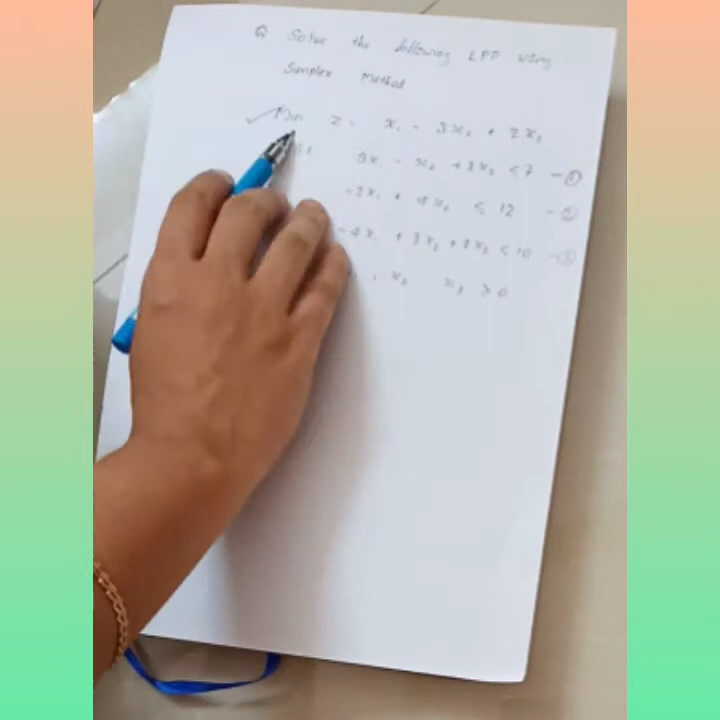 Q Solve the following LPP using
Simplex Method
Min Z = x₁ - 3x₂ + 2x₃
3x₁ - x₂ + 3x₃ ≤ 7 - ①
-2x₁ + 4x₂ ≤ 12 - ②
-4x₁ + 3x₂ + 8x₃ ≤ 10 - ③
, x₂ x₃ ≥ 0